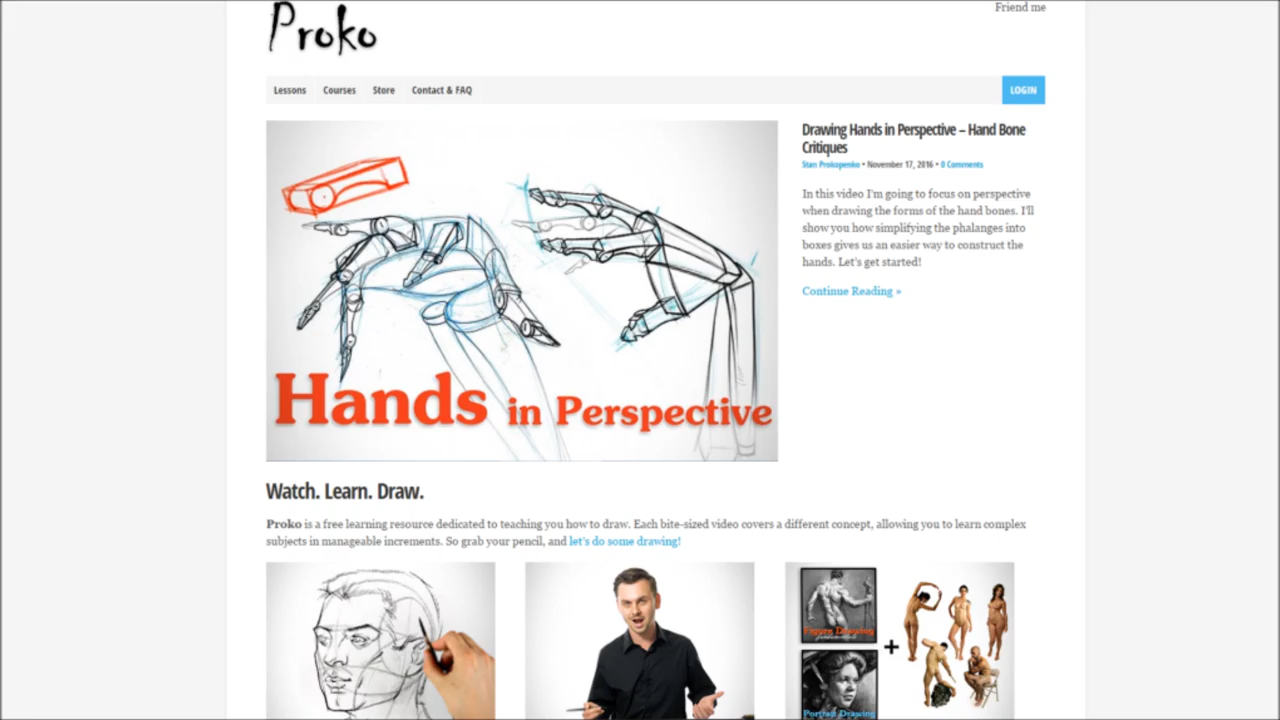 Friend me
Proko
Lessons Courses Store Contact & FAQ LOGIN
Drawing Hands in Perspective – Hand Bone
Critiques
Stan Prokopenko • November 17, 2016 • 0 Comments
In this video I'm going to focus on perspective
when drawing the forms of the hand bones. I'll
show you how simplifying the phalanges into
boxes gives us an easier way to construct the
hands. Let's get started!
Continue Reading »
Hands in Perspective
Watch. Learn. Draw.
Proko is a free learning resource dedicated to teaching you how to draw. Each bite-sized video covers a different concept, allowing you to learn complex
subjects in manageable increments. So grab your pencil, and let's do some drawing!
Figure Drawing
fundamentals
+
Portrait Drawing